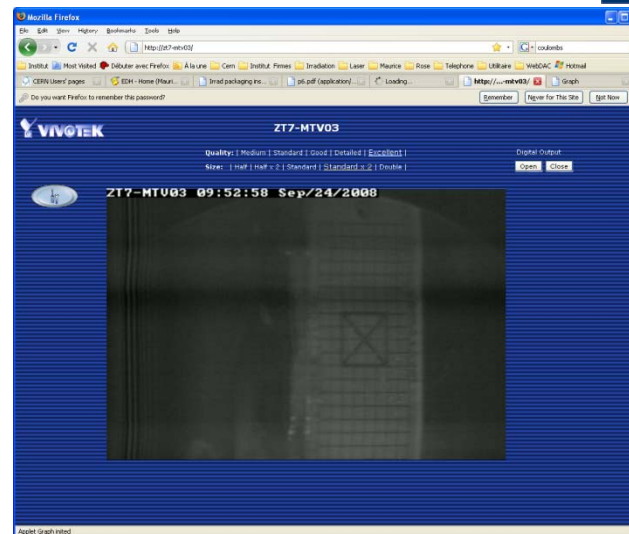 Mozilla Firefox
File Edit View History Bookmarks Tools Help
http://zt7-mtv03/
coulombs
Institut Most Visited Débuter avec Firefox À la une Cern Institut Firmes Irradiation Laser Maurice Rose Telephone Utilitaire WebDAC Hotmail
CERN Users' pages EDH - Home (Mauri... Irrad packaging ins... p6.pdf (application/... Loading... http://...-mtv03/ Graph
Do you want Firefox to remember this password? Remember Never for This Site Not Now
VIVOTEK
ZT7-MTV03
Quality: | Medium | Standard | Good | Detailed | Excellent |
Digital Output
Size: | Half | Half x 2 | Standard | Standard x 2 | Double |
Open Close
ZT7-MTV03 09:52:58 Sep/24/2008
Applet Graph inited